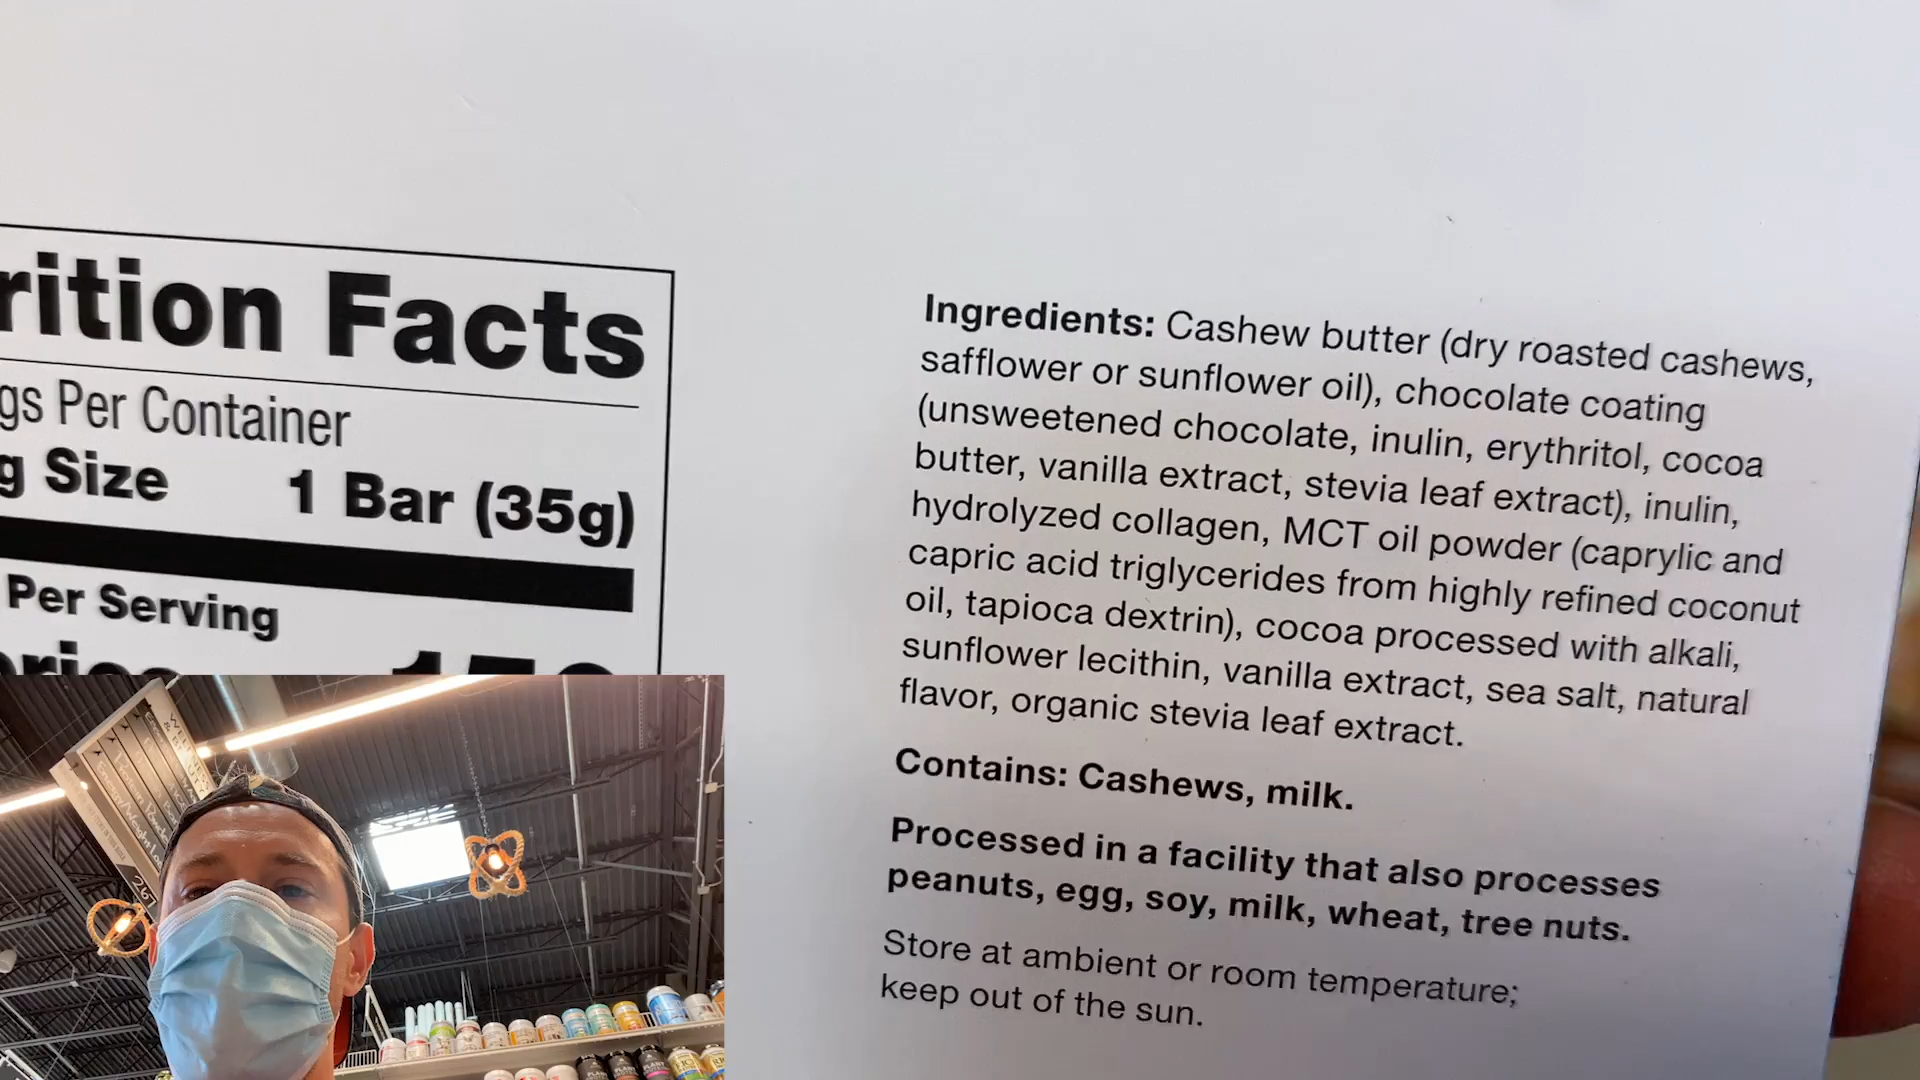 rition Facts
gs Per Container
g Size 1 Bar (35g)
Per Serving
Ingredients: Cashew butter (dry roasted cashews,
safflower or sunflower oil), chocolate coating
(unsweetened chocolate, inulin, erythritol, cocoa
butter, vanilla extract, stevia leaf extract), inulin,
hydrolyzed collagen, MCT oil powder (caprylic and
capric acid triglycerides from highly refined coconut
oil, tapioca dextrin), cocoa processed with alkali,
sunflower lecithin, vanilla extract, sea salt, natural
flavor, organic stevia leaf extract.
Contains: Cashews, milk.
Processed in a facility that also processes
peanuts, egg, soy, milk, wheat, tree nuts.
Store at ambient or room temperature;
keep out of the sun.
26